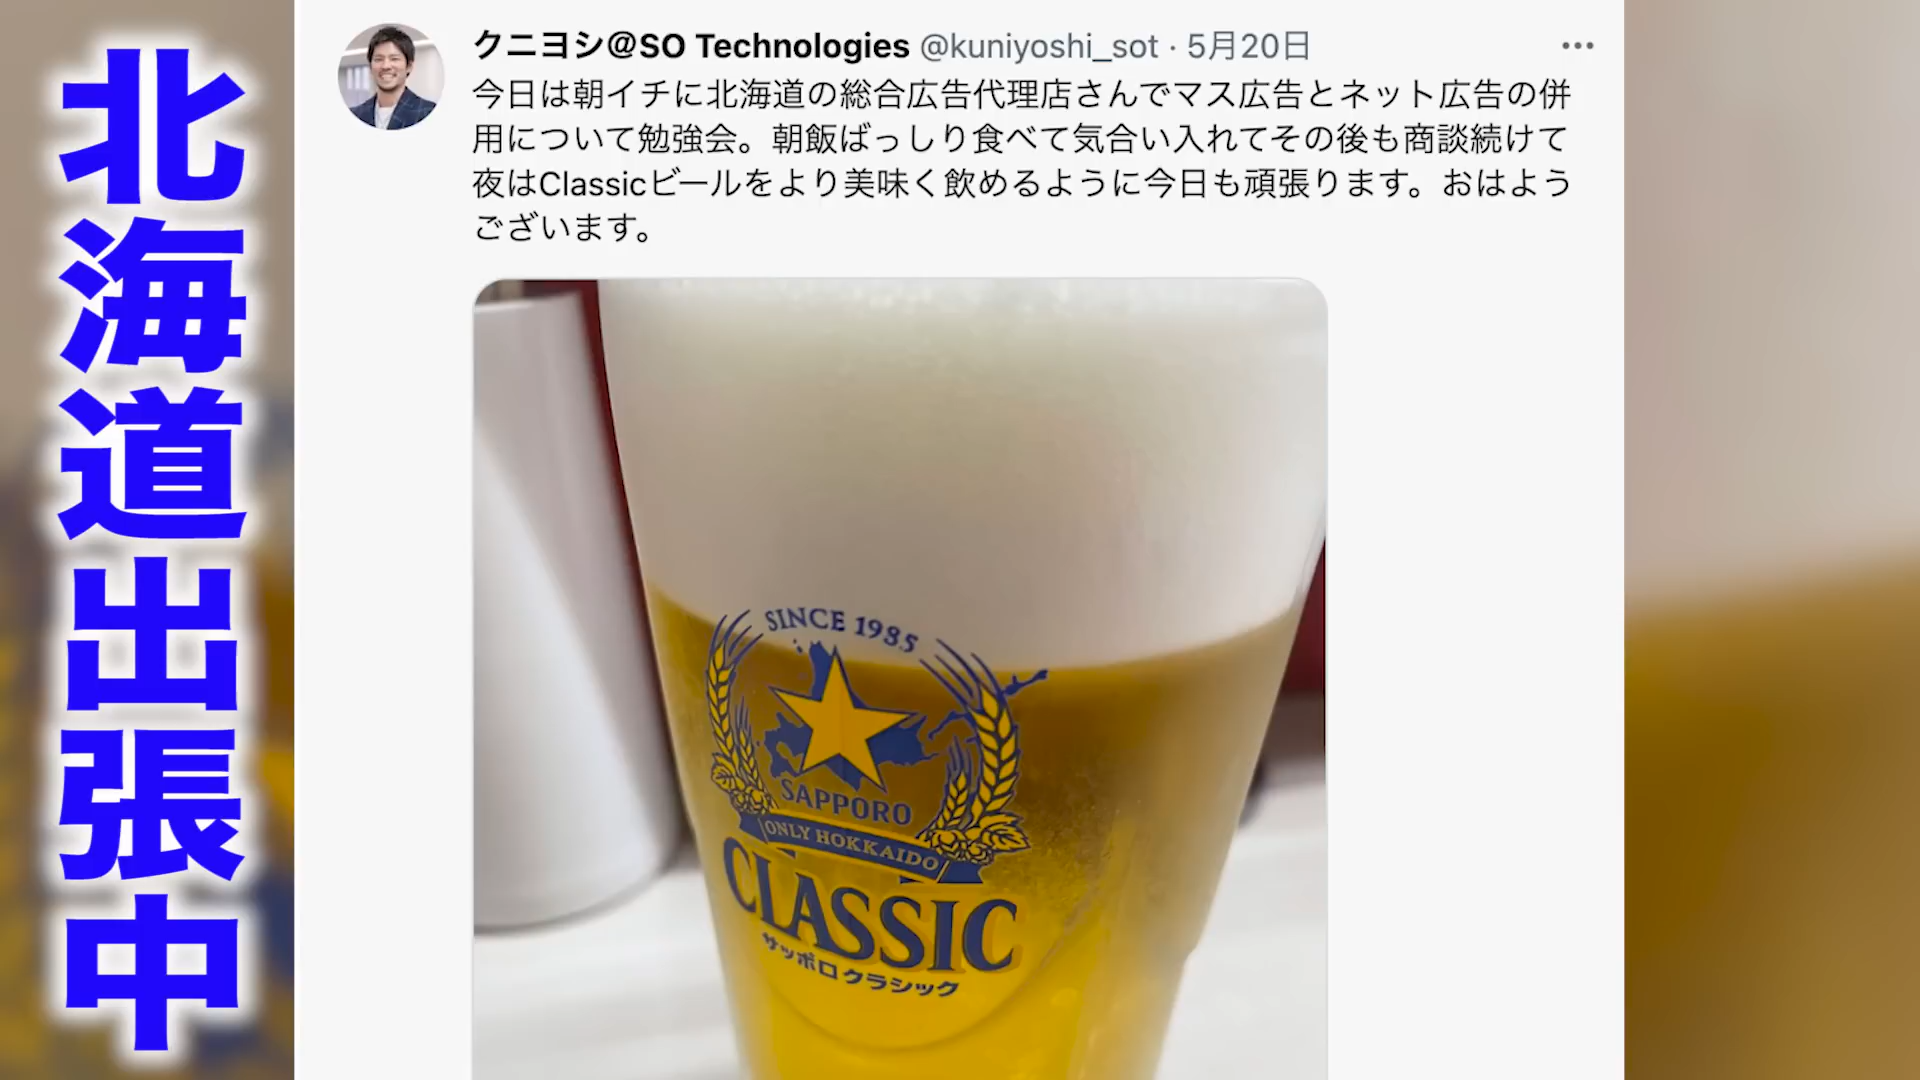 北海道出張中
クニヨシ@SO Technologies @kuniyoshi_sot · 5月20日
今日は朝イチに北海道の総合広告代理店さんでマス広告とネット広告の併
用について勉強会。朝飯ばっしり食べて気合い入れてその後も商談続けて
夜はClassicビールをより美味く飲めるように今日も頑張ります。おはよう
ございます。
SINCE 1985
SAPPORO
ONLY HOKKAIDO
CLASSIC
サッポロクラシック